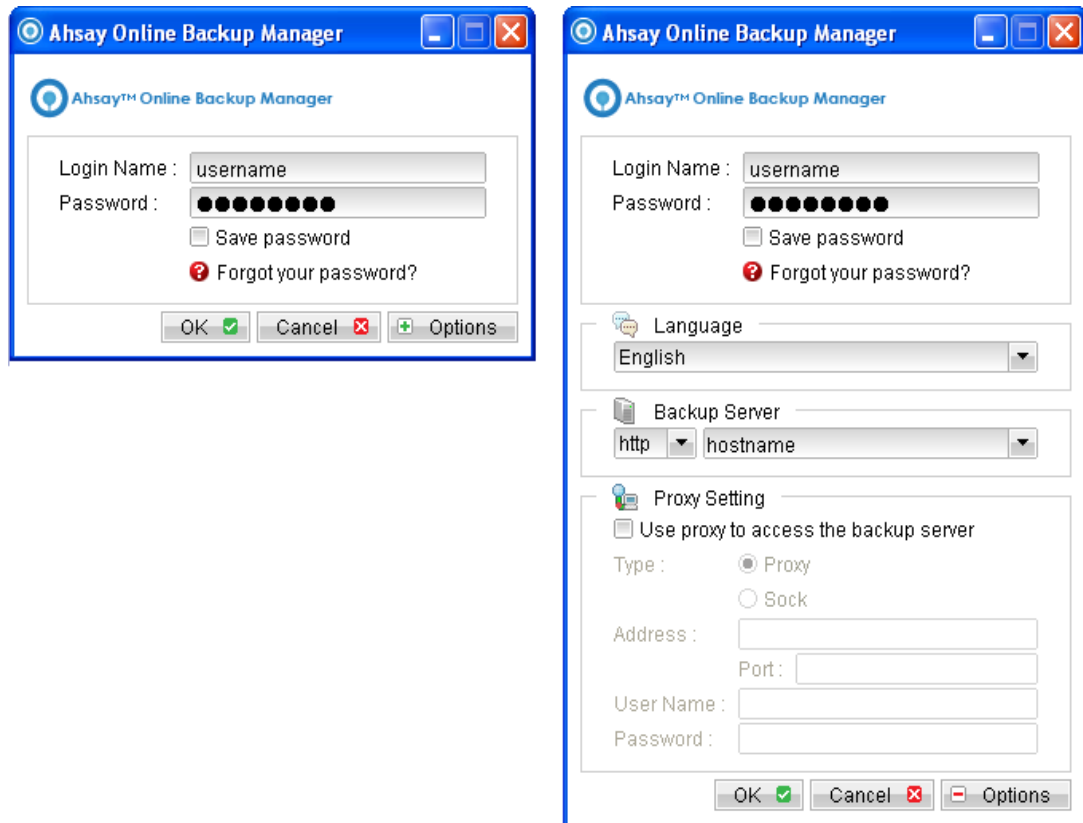 Ahsay Online Backup Manager
Ahsay™ Online Backup Manager
Login Name : username
Password : ●●●●●●●●
Save password
Forgot your password?
OK Cancel Options
Ahsay Online Backup Manager
Ahsay™ Online Backup Manager
Login Name : username
Password : ●●●●●●●●
Save password
Forgot your password?
Language
English
Backup Server
http hostname
Proxy Setting
Use proxy to access the backup server
Type : Proxy
Sock
Address :
Port :
User Name :
Password :
OK Cancel Options